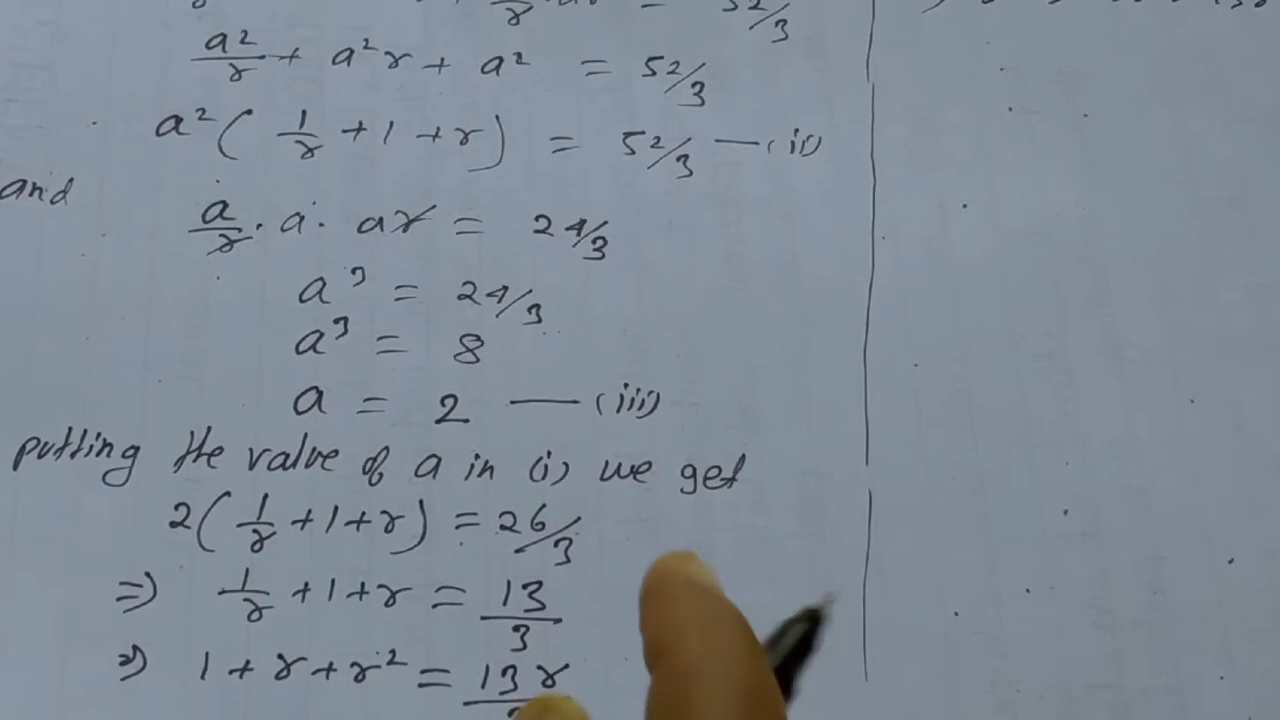 a²/r + a²r + a² = 52/3
a² ( 1/r + 1 + r ) = 52/3 — (ii)
and
a/r · a · ar = 24/3
a³ = 24/3
a³ = 8
a = 2 — (iii)
putting the value of a in (i) we get
2 ( 1/r + 1 + r ) = 26/3
⇒ 1/r + 1 + r = 13/3
⇒ 1 + r + r² = 13r